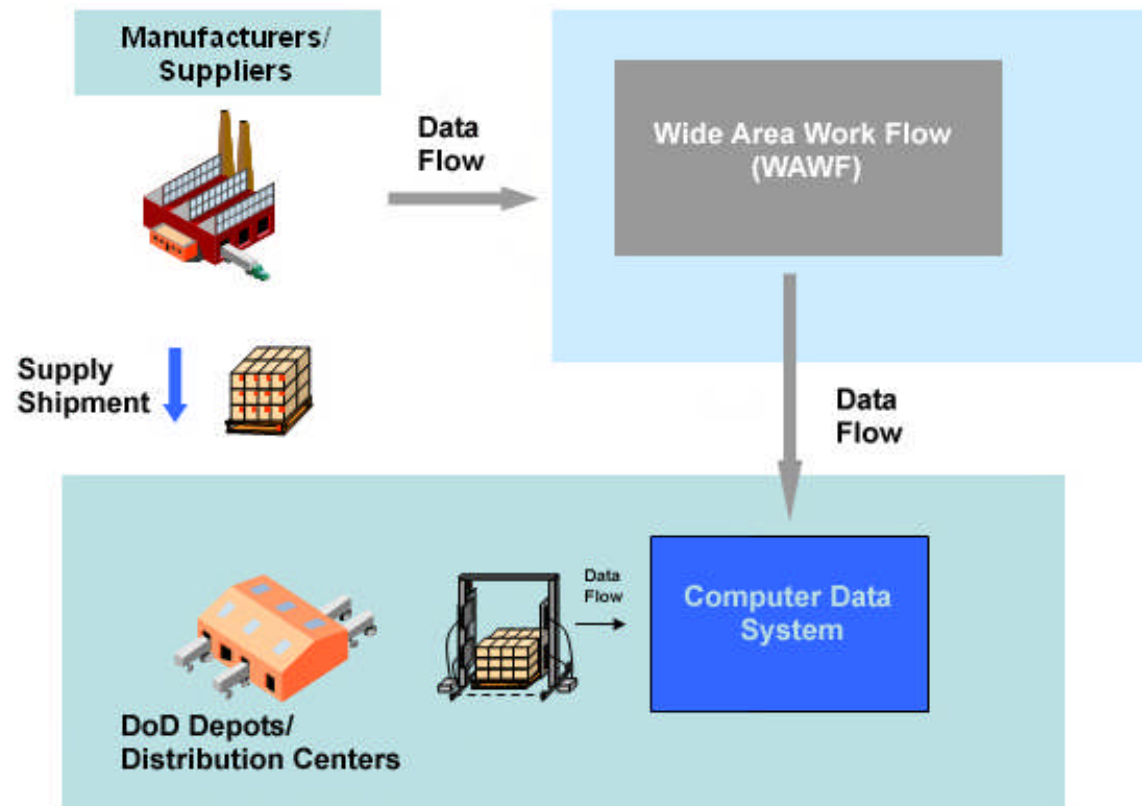 Manufacturers/
Suppliers
Data
Flow
Wide Area Work Flow
(WAWF)
Supply
Shipment
Data
Flow
Data
Flow
Computer Data
System
DoD Depots/
Distribution Centers